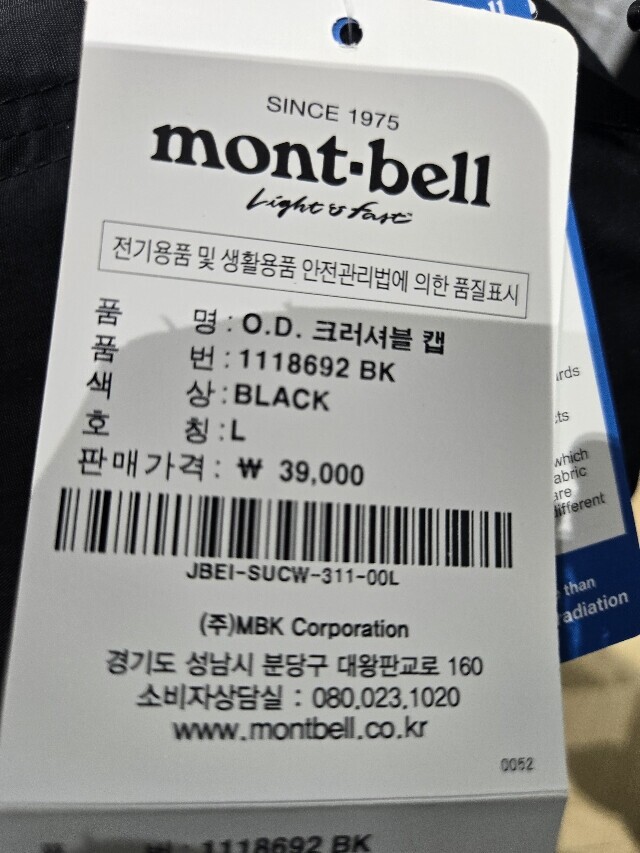 SINCE 1975
mont-bell
Light & Fast
전기용품 및 생활용품 안전관리법에 의한 품질표시
품 명 : O.D. 크러셔블 캡
품 번 : 1118692 BK
색 상 : BLACK
호 칭 : L
판매가격 : ₩ 39,000
JBEI-SUCW-311-00L
(주)MBK Corporation
경기도 성남시 분당구 대왕판교로 160
소비자상담실 : 080.023.1020
www.montbell.co.kr
0052
1118692 BK
which
are
different
than